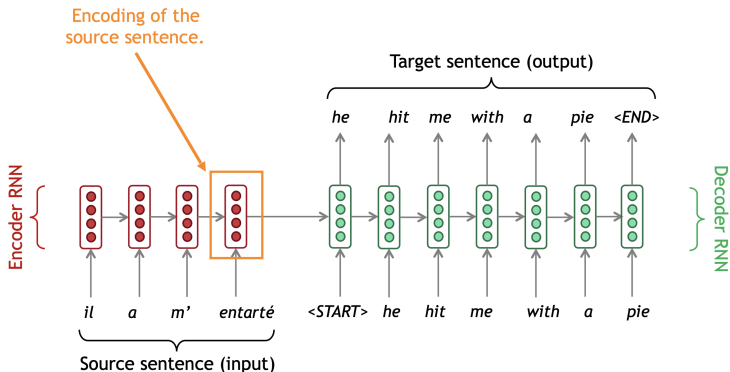 Encoding of the
source sentence.
Target sentence (output)
he hit me with a pie <END>
Encoder RNN
Decoder RNN
il a m’ entarté <START> he hit me with a pie
Source sentence (input)